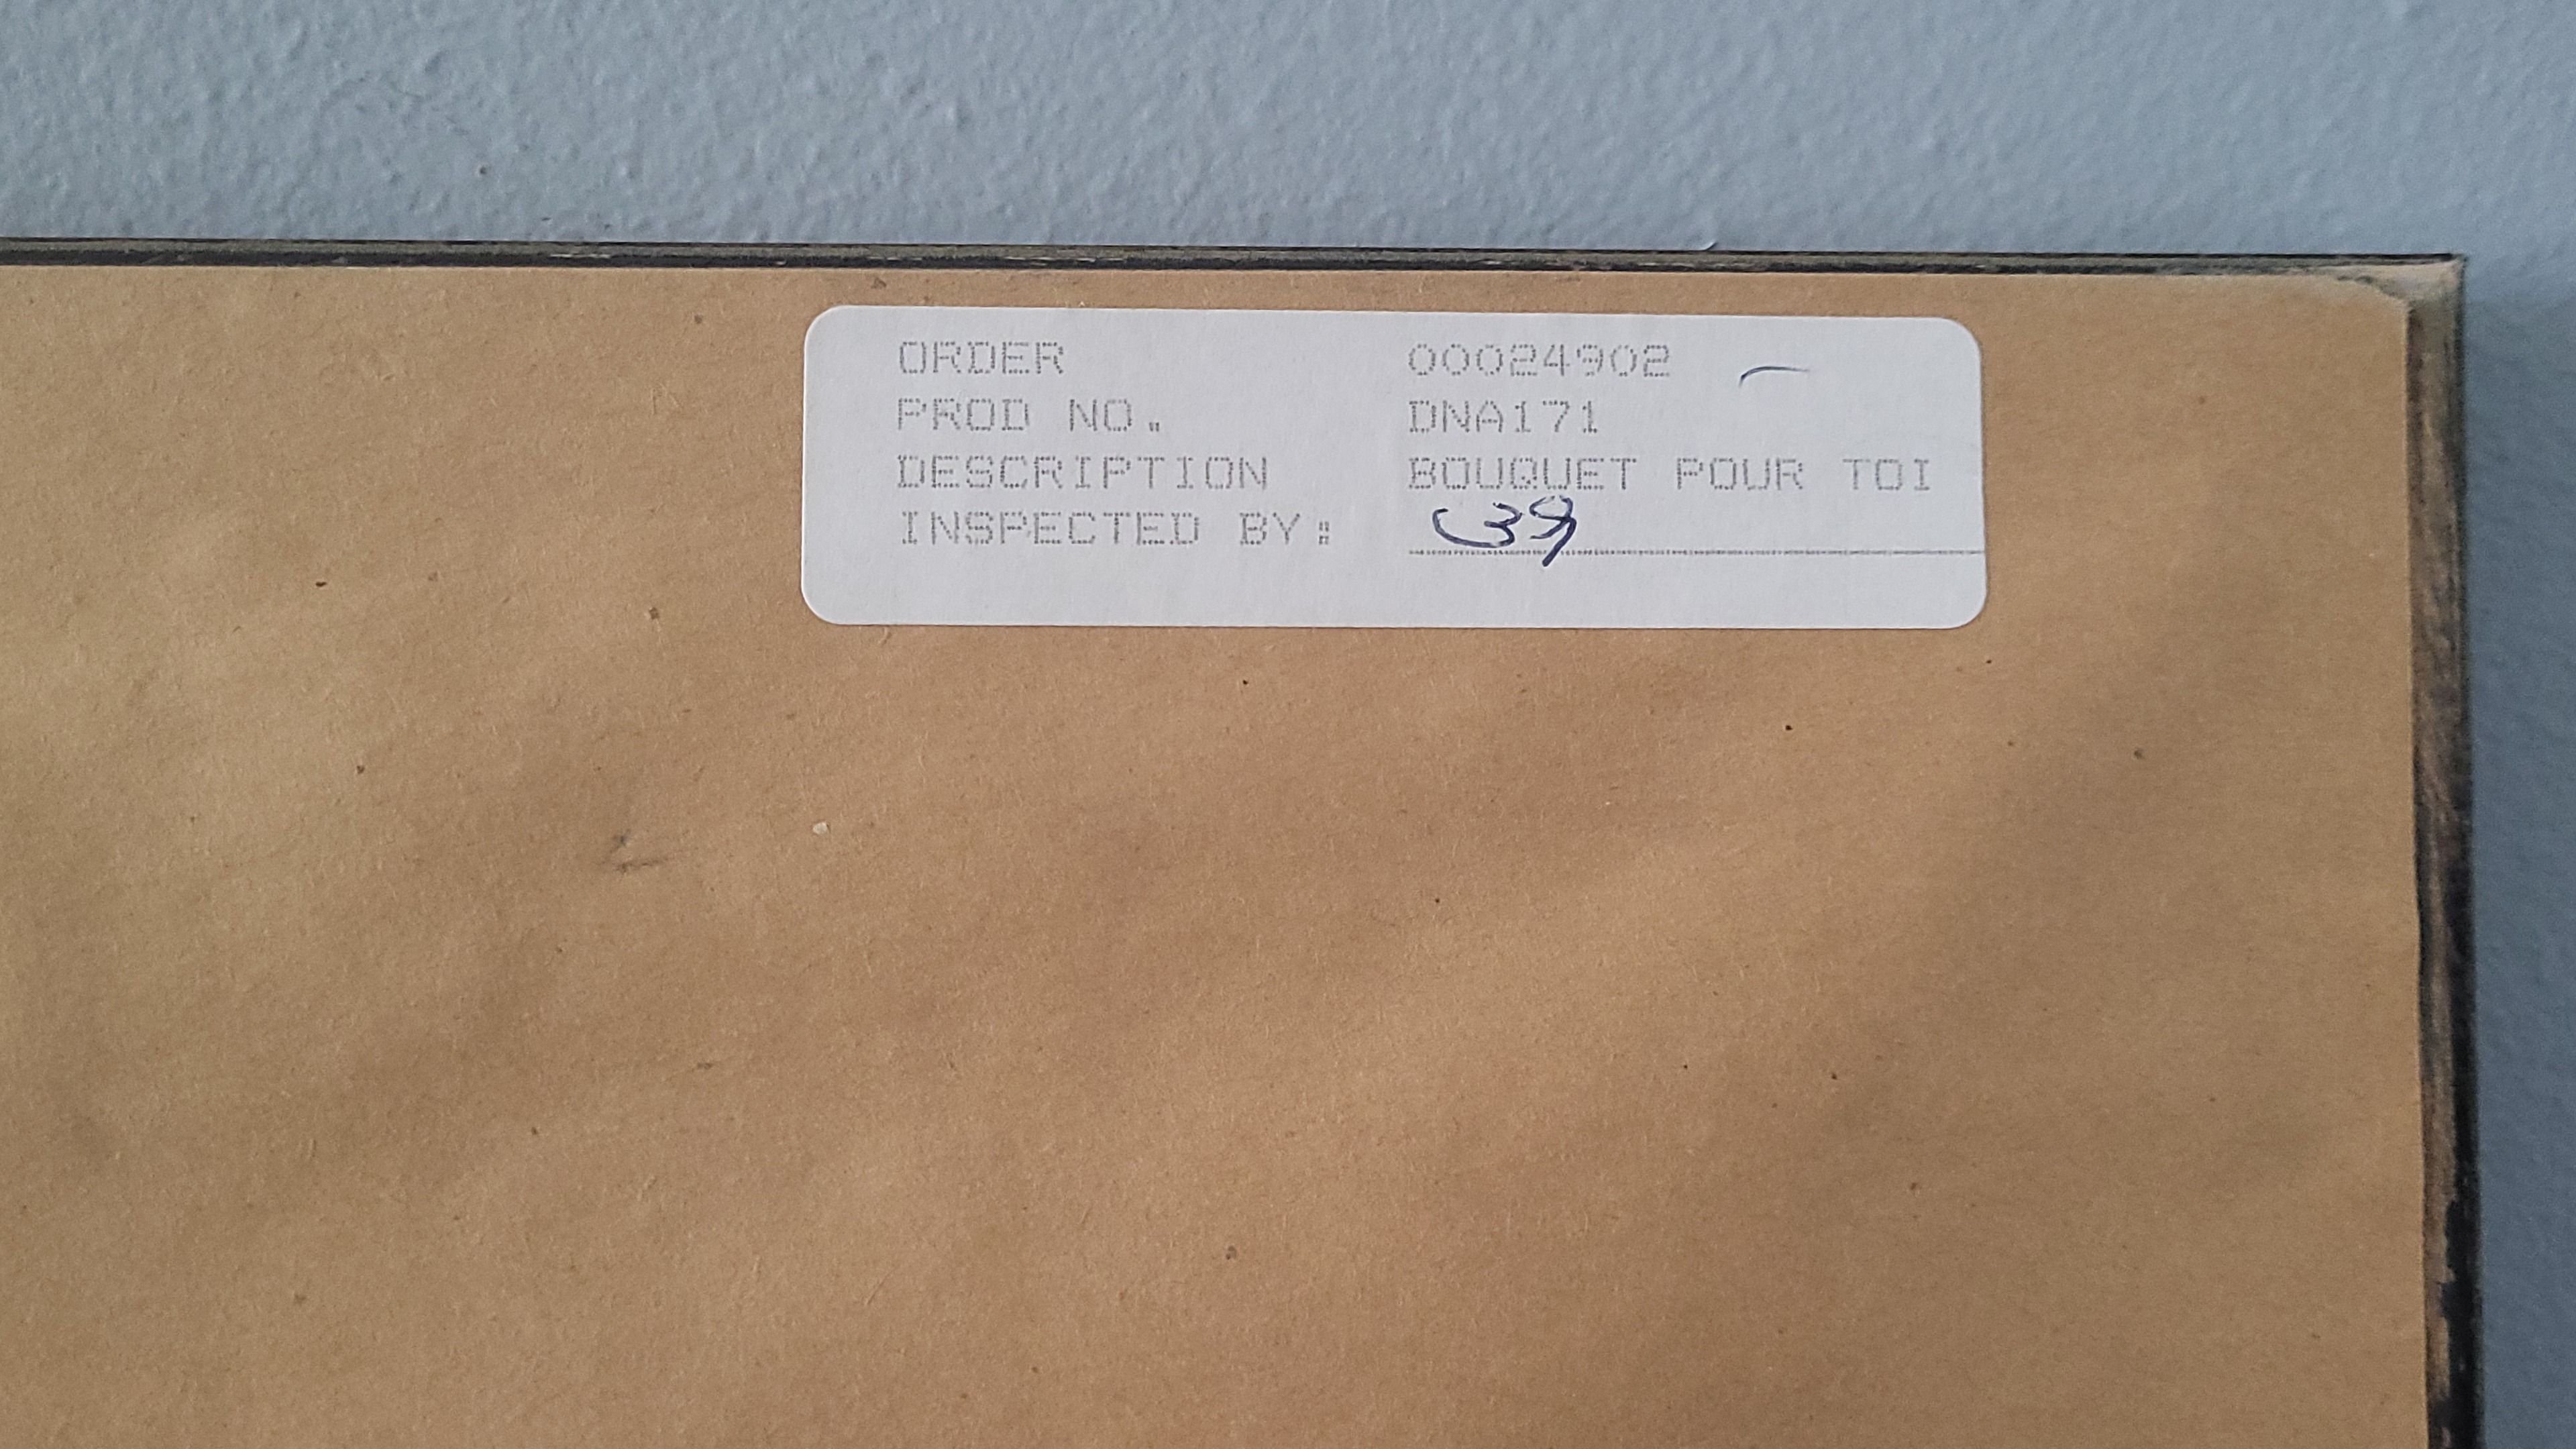 ORDER 00024902
PROD NO. DNA171
DESCRIPTION BOUQUET POUR TOI
INSPECTED BY: 39